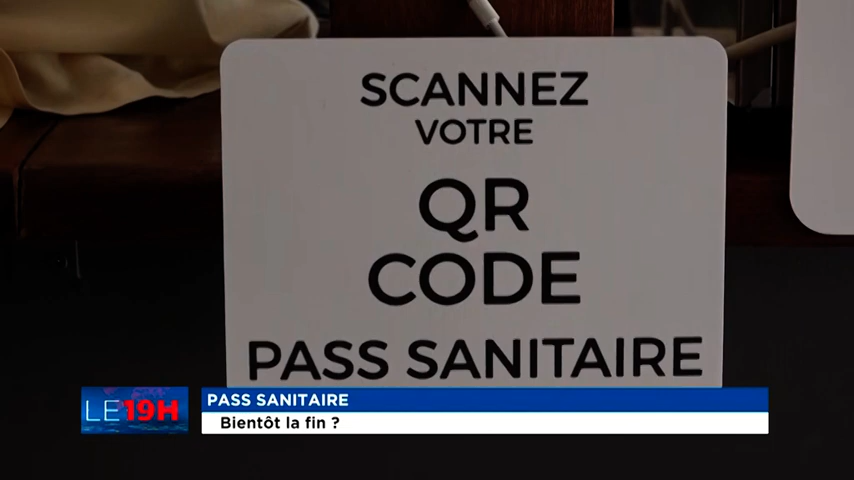 SCANNEZ
VOTRE
QR
CODE
PASS SANITAIRE
LE19H
PASS SANITAIRE
Bientôt la fin ?